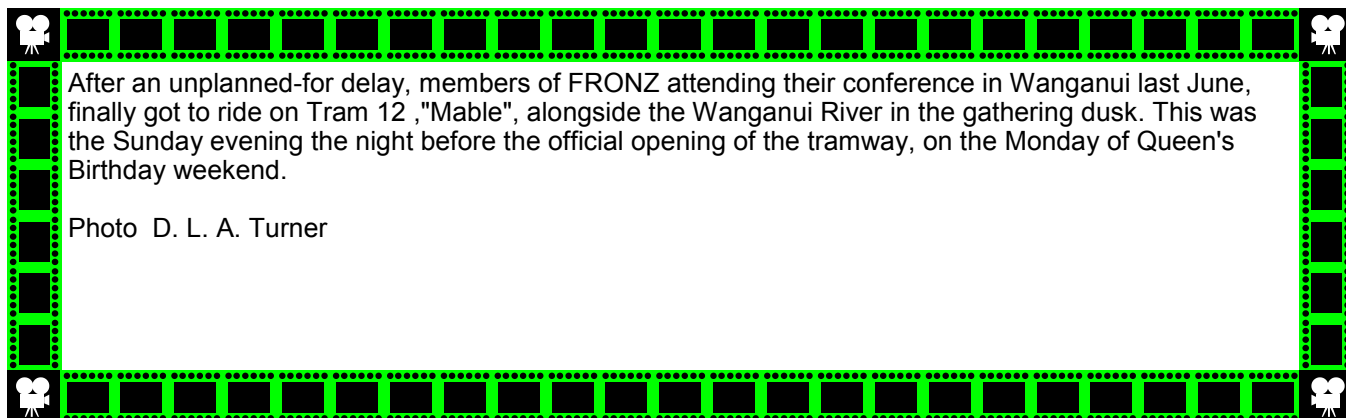 After an unplanned-for delay, members of FRONZ attending their conference in Wanganui last June,
finally got to ride on Tram 12 ,"Mable", alongside the Wanganui River in the gathering dusk. This was
the Sunday evening the night before the official opening of the tramway, on the Monday of Queen's
Birthday weekend.
Photo  D. L. A. Turner